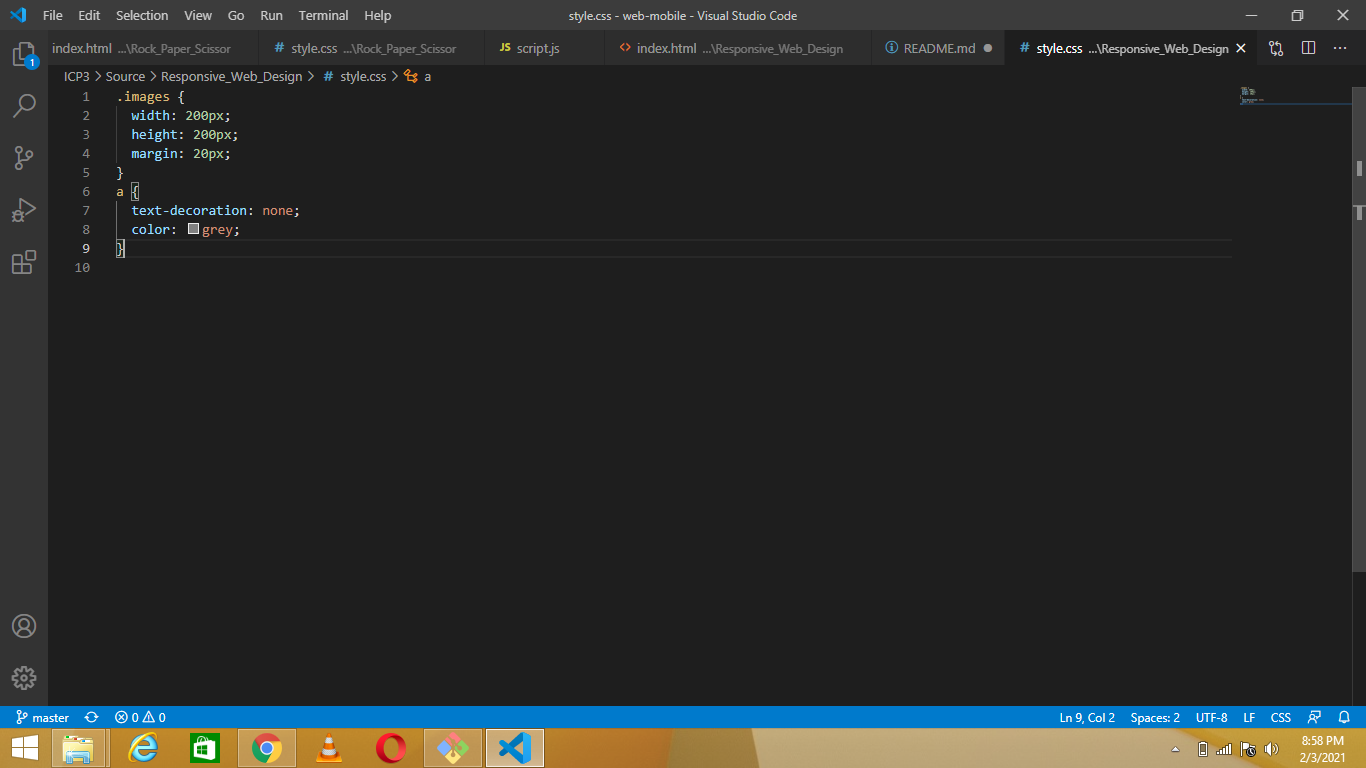 File Edit Selection View Go Run Terminal Help style.css - web-mobile - Visual Studio Code
index.html ...\Rock_Paper_Scissor # style.css ...\Rock_Paper_Scissor JS script.js <> index.html ...\Responsive_Web_Design README.md # style.css ...\Responsive_Web_Design
1
ICP3 > Source > Responsive_Web_Design > # style.css > a
1 .images {
2 width: 200px;
3 height: 200px;
4 margin: 20px;
5 }
6 a {
7 text-decoration: none;
8 color: grey;
9 }
10
master 0 0 Ln 9, Col 2 Spaces: 2 UTF-8 LF CSS
8:58 PM
2/3/2021